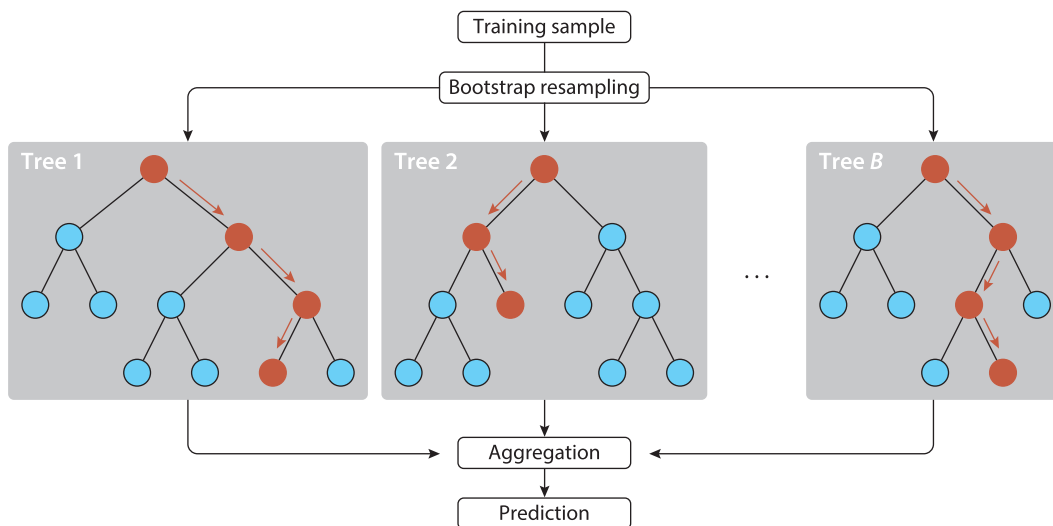 Training sample
Bootstrap resampling
Tree 1
Tree 2
Tree B
...
Aggregation
Prediction